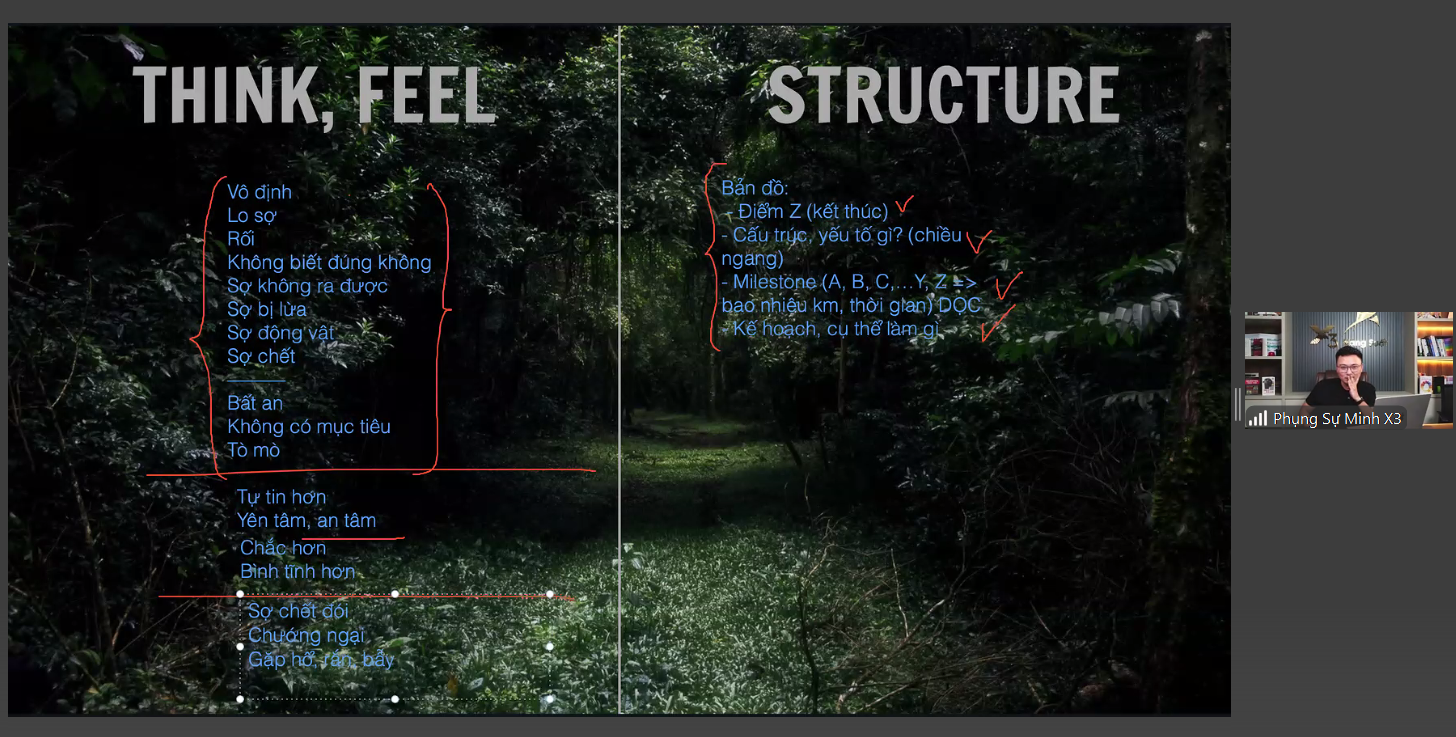 THINK, FEEL
Vô định
Lo sợ
Rối
Không biết đúng không
Sợ không ra được
Sợ bị lừa
Sợ động vật
Sợ chết
Bất an
Không có mục tiêu
Tò mò
Tự tin hơn
Yên tâm, an tâm
Chắc hơn
Bình tĩnh hơn
Sợ chết đói
Chướng ngại
Gặp hổ, rắn, bẫy
STRUCTURE
Bản đồ:
- Điểm Z (kết thúc)
- Cấu trúc, yếu tố gì? (chiều
ngang)
- Milestone (A, B, C,...Y, Z =>
bao nhiêu km, thời gian) DỌC
- Kế hoạch, cụ thể làm gì
Phụng Sự Minh X3